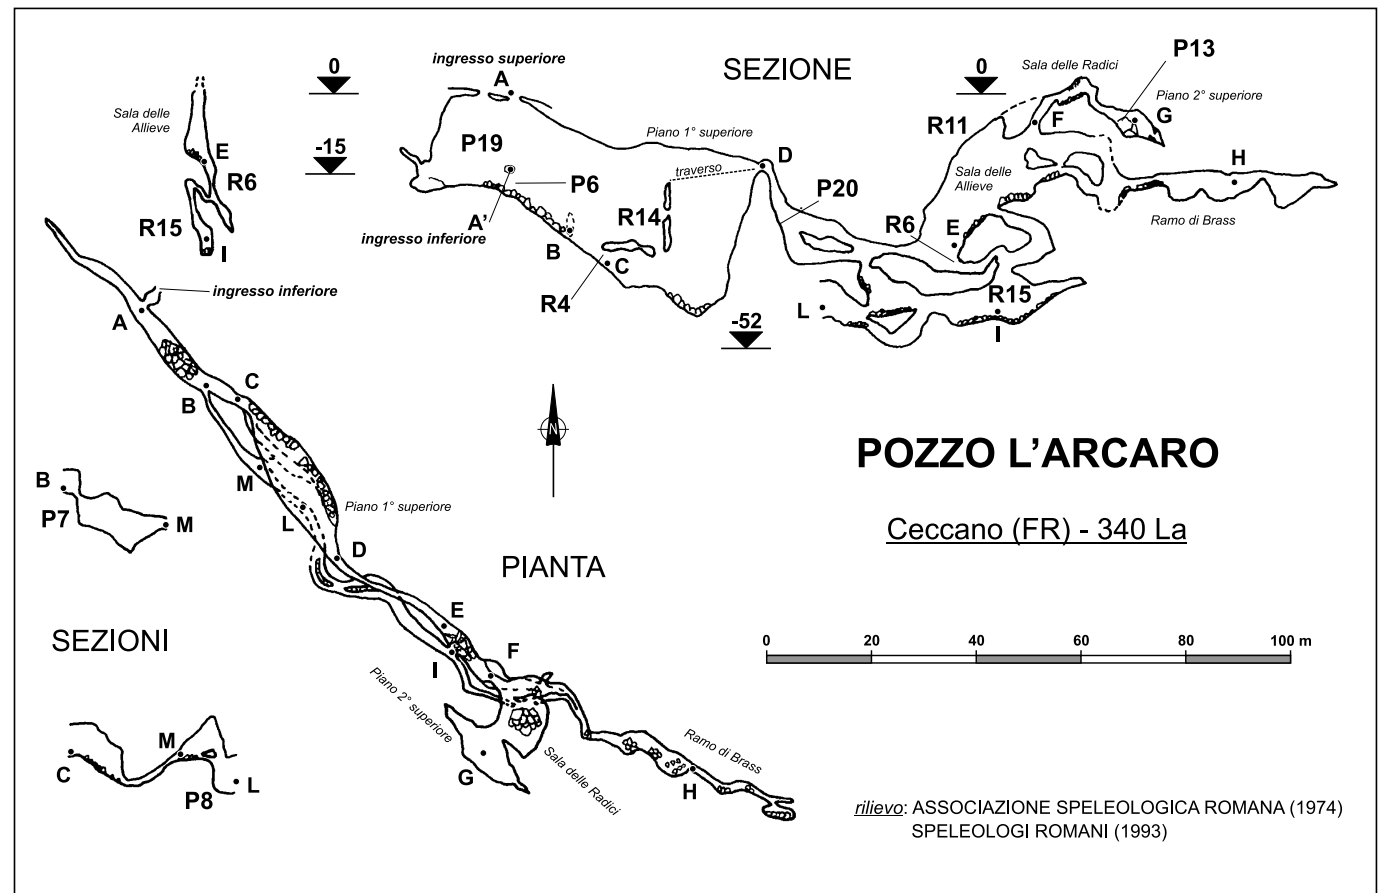 ingresso superiore
A
0
SEZIONE
0
Sala delle Radici
P13
Piano 2° superiore
G
F
R11
Sala delle
Allieve
E
R6
R15
I
-15
P19
P6
A'
ingresso inferiore
B
R4
C
R14
Piano 1° superiore
traverso
D
P20
R6
Sala delle
Allieve
E
H
Ramo di Brass
R15
I
L
-52
ingresso inferiore
A
B
C
M
L
Piano 1° superiore
D
N
PIANTA
E
F
I
Piano 2° superiore
G
Sala delle Radici
Ramo di Brass
H
B
P7
M
SEZIONI
C
M
P8
L
POZZO L'ARCARO
Ceccano (FR) - 340 La
0 20 40 60 80 100 m
rilievo: ASSOCIAZIONE SPELEOLOGICA ROMANA (1974)
SPELEOLOGI ROMANI (1993)